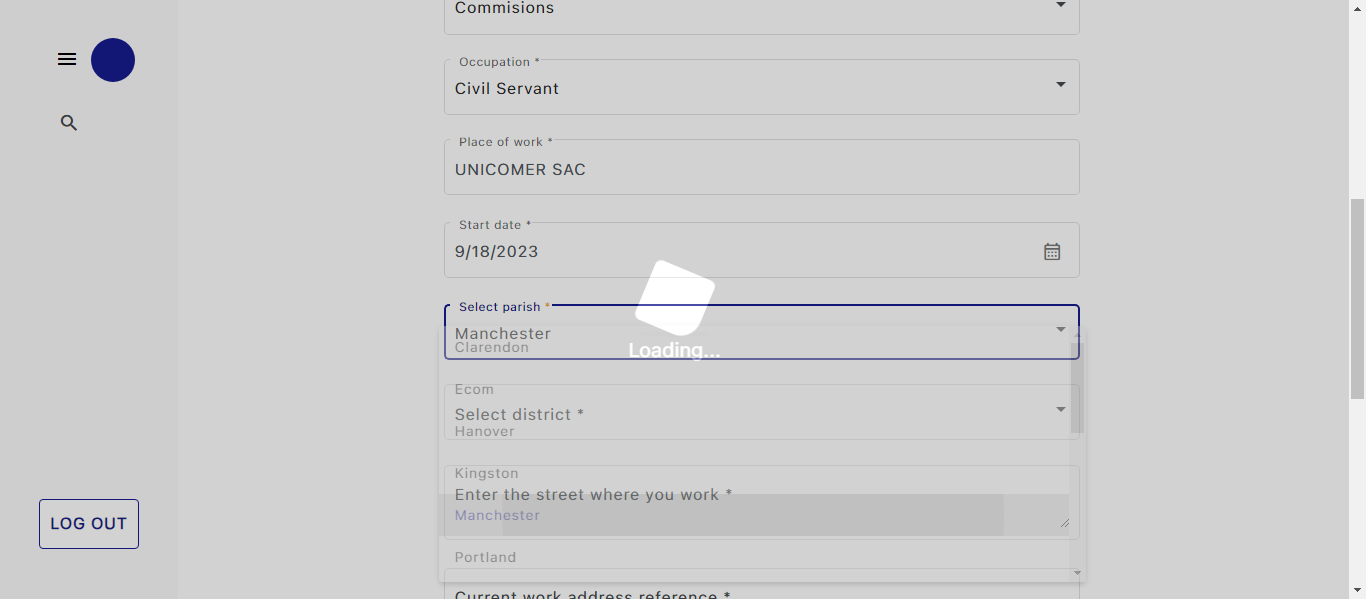 Commisions
Occupation *
Civil Servant
Place of work *
UNICOMER SAC
Start date *
9/18/2023
Select parish *
Manchester
Clarendon
Loading...
Ecom
Select district *
Hanover
Kingston
Enter the street where you work *
Manchester
LOG OUT
Portland
Current work address reference *